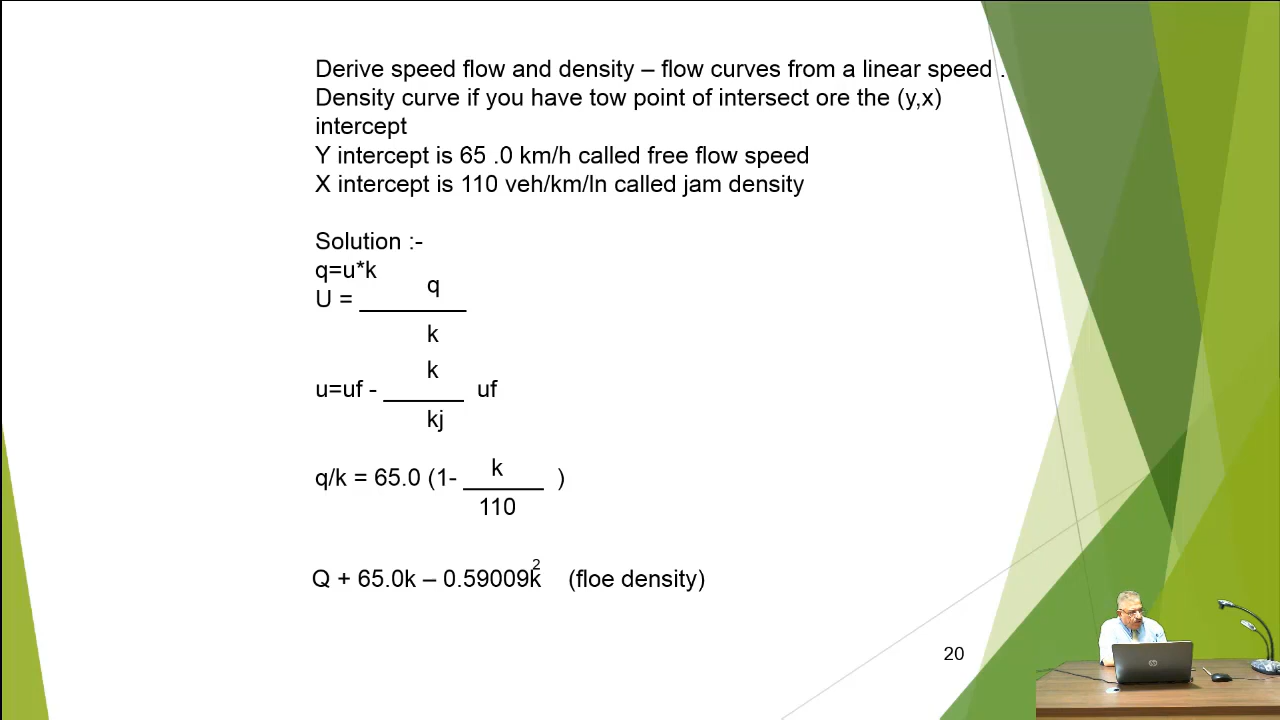 Derive speed flow and density – flow curves from a linear speed .
Density curve if you have tow point of intersect ore the (y,x)
intercept
Y intercept is 65 .0 km/h called free flow speed
X intercept is 110 veh/km/ln called jam density
Solution :-
q=u*k
q
U =
k
k
u=uf - uf
kj
k
q/k = 65.0 (1- )
110
Q + 65.0k – 0.59009k² (floe density)
20